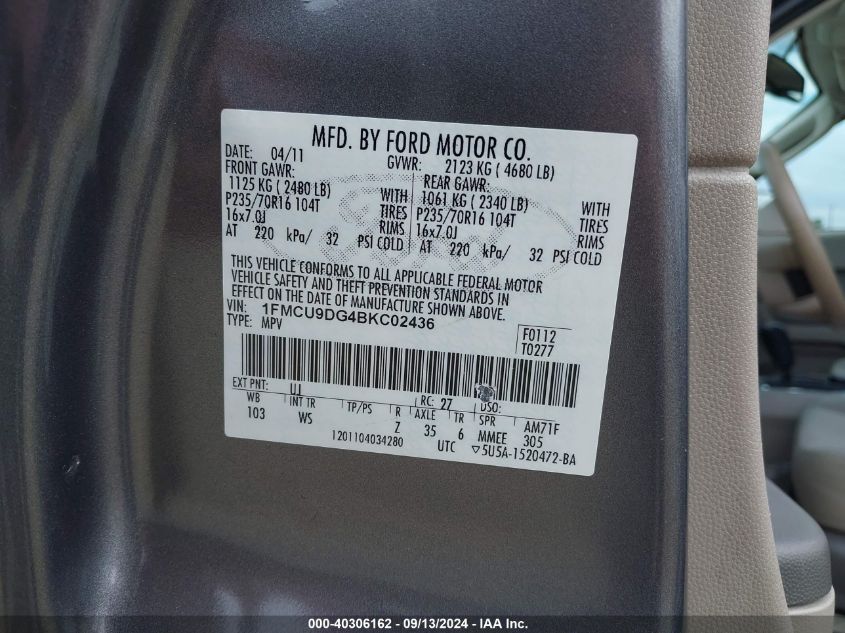 MFD. BY FORD MOTOR CO.
DATE: 04/11 GVWR: 2123 KG ( 4680 LB)
FRONT GAWR: REAR GAWR:
1125 KG ( 2480 LB) WITH 1061 KG ( 2340 LB) WITH
P235/70R16 104T TIRES P235/70R16 104T TIRES
16x7.0J RIMS 16x7.0J RIMS
AT 220 kPa/ 32 PSI COLD AT 220 kPa/ 32 PSI COLD
THIS VEHICLE CONFORMS TO ALL APPLICABLE FEDERAL MOTOR
VEHICLE SAFETY AND THEFT PREVENTION STANDARDS IN
EFFECT ON THE DATE OF MANUFACTURE SHOWN ABOVE.
VIN: 1FMCU9DG4BKC02436
TYPE: MPV
F0112
T0277
EXT PNT: UJ RC: 27 DSO:
WB INT TR TP/PS R AXLE TR SPR AM71F
103 WS Z 35 6 MMEE 305
1201104034280 UTC ▽5U5A-1520472-BA
000-40306162 - 09/13/2024 - IAAI - US